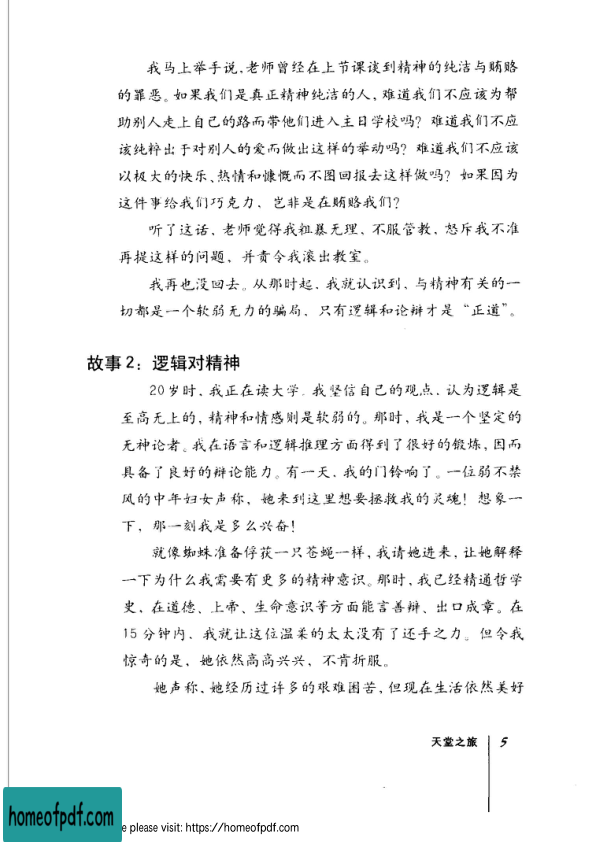 我马上举手说,老师曾经在上节课谈到精神的纯洁与贿赂
的罪恶。如果我们是真正精神纯洁的人,难道我们不应该为帮
助别人走上自己的路而带他们进入主日学校吗?难道我们不应
该纯粹出于对别人的爱而做出这样的举动吗?难道我们不应该
以极大的快乐、热情和慷慨而不图回报去这样做吗?如果因为
这件事给我们巧克力,岂非是在贿赂我们?
听了这话,老师觉得我粗暴无理、不服管教,怒斥我不准
再提这样的问题,并责令我滚出教室。
我再也没回去。从那时起,我就认识到,与精神有关的一
切都是一个软弱无力的骗局,只有逻辑和论辩才是“正道”。
故事2:逻辑对精神
20岁时,我正在读大学。我坚信自己的观点,认为逻辑是
至高无上的,精神和情感则是软弱的。那时,我是一个坚定的
无神论者。我在语言和逻辑推理方面得到了很好的锻炼,因而
具备了良好的辩论能力。有一天,我的门铃响了。一位弱不禁
风的中年妇女声称,她来到这里想要拯救我的灵魂!想象一
下,那一刻我是多么兴奋!
就像蜘蛛准备俘获一只苍蝇一样,我请她进来,让她解释
一下为什么我需要有更多的精神意识。那时,我已经精通哲学
史,在道德、上帝、生命意识等方面能言善辩、出口成章。在
15分钟内,我就让这位温柔的太太没有了还手之力。但令我
惊奇的是,她依然高高兴兴,不肯折服。
她声称,她经历过许多的艰难困苦,但现在生活依然美好
天堂之旅 5
homeofpdf.com
e please visit: https://homeofpdf.com